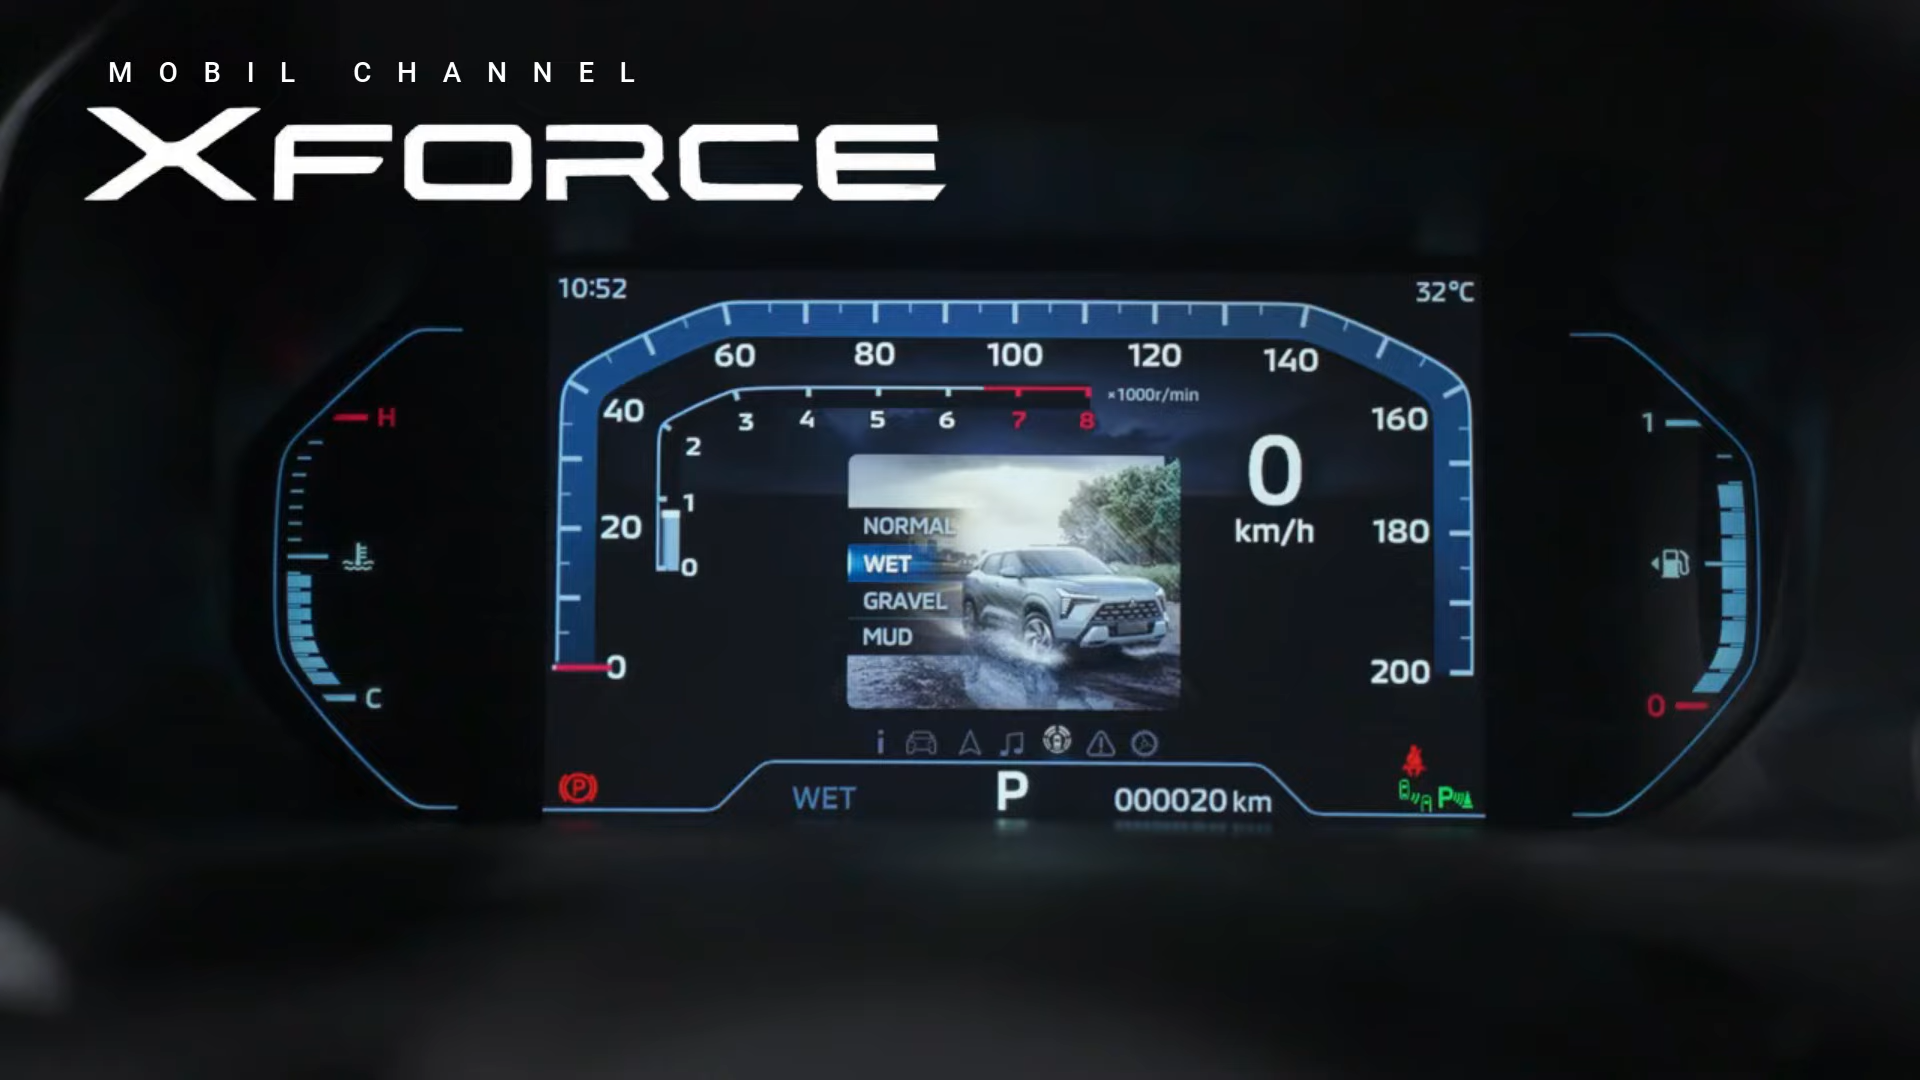 MOBIL CHANNEL
XFORCE
10:52
32°C
60 80 100 120 140
×1000r/min
40
3 4 5 6 7 8
160
H
2
1
0
km/h
NORMAL
WET
GRAVEL
MUD
1
20
0
180
0
200
C
0
i
P
WET
P
000020 km
P